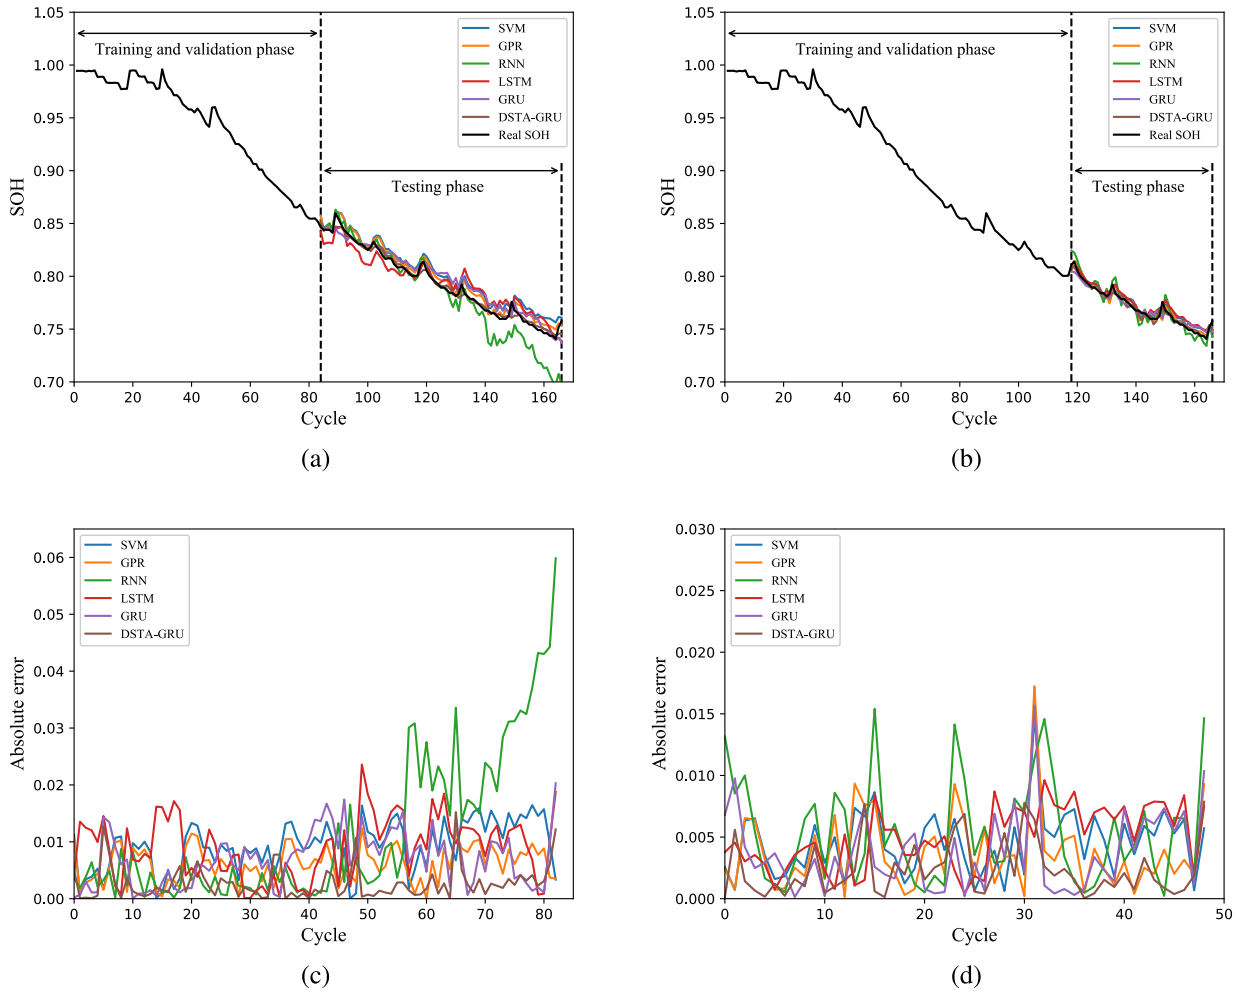 1.05
1.00
0.95
0.90
0.85
0.80
0.75
0.70
SOH
Training and validation phase
Testing phase
SVM
GPR
RNN
LSTM
GRU
DSTA-GRU
Real SOH
0 20 40 60 80 100 120 140 160
Cycle
(a)
1.05
1.00
0.95
0.90
0.85
0.80
0.75
0.70
SOH
Training and validation phase
Testing phase
SVM
GPR
RNN
LSTM
GRU
DSTA-GRU
Real SOH
0 20 40 60 80 100 120 140 160
Cycle
(b)
0.06
0.05
0.04
0.03
0.02
0.01
0.00
Absolute error
SVM
GPR
RNN
LSTM
GRU
DSTA-GRU
0 10 20 30 40 50 60 70 80
Cycle
(c)
0.030
0.025
0.020
0.015
0.010
0.005
0.000
Absolute error
SVM
GPR
RNN
LSTM
GRU
DSTA-GRU
0 10 20 30 40 50
Cycle
(d)